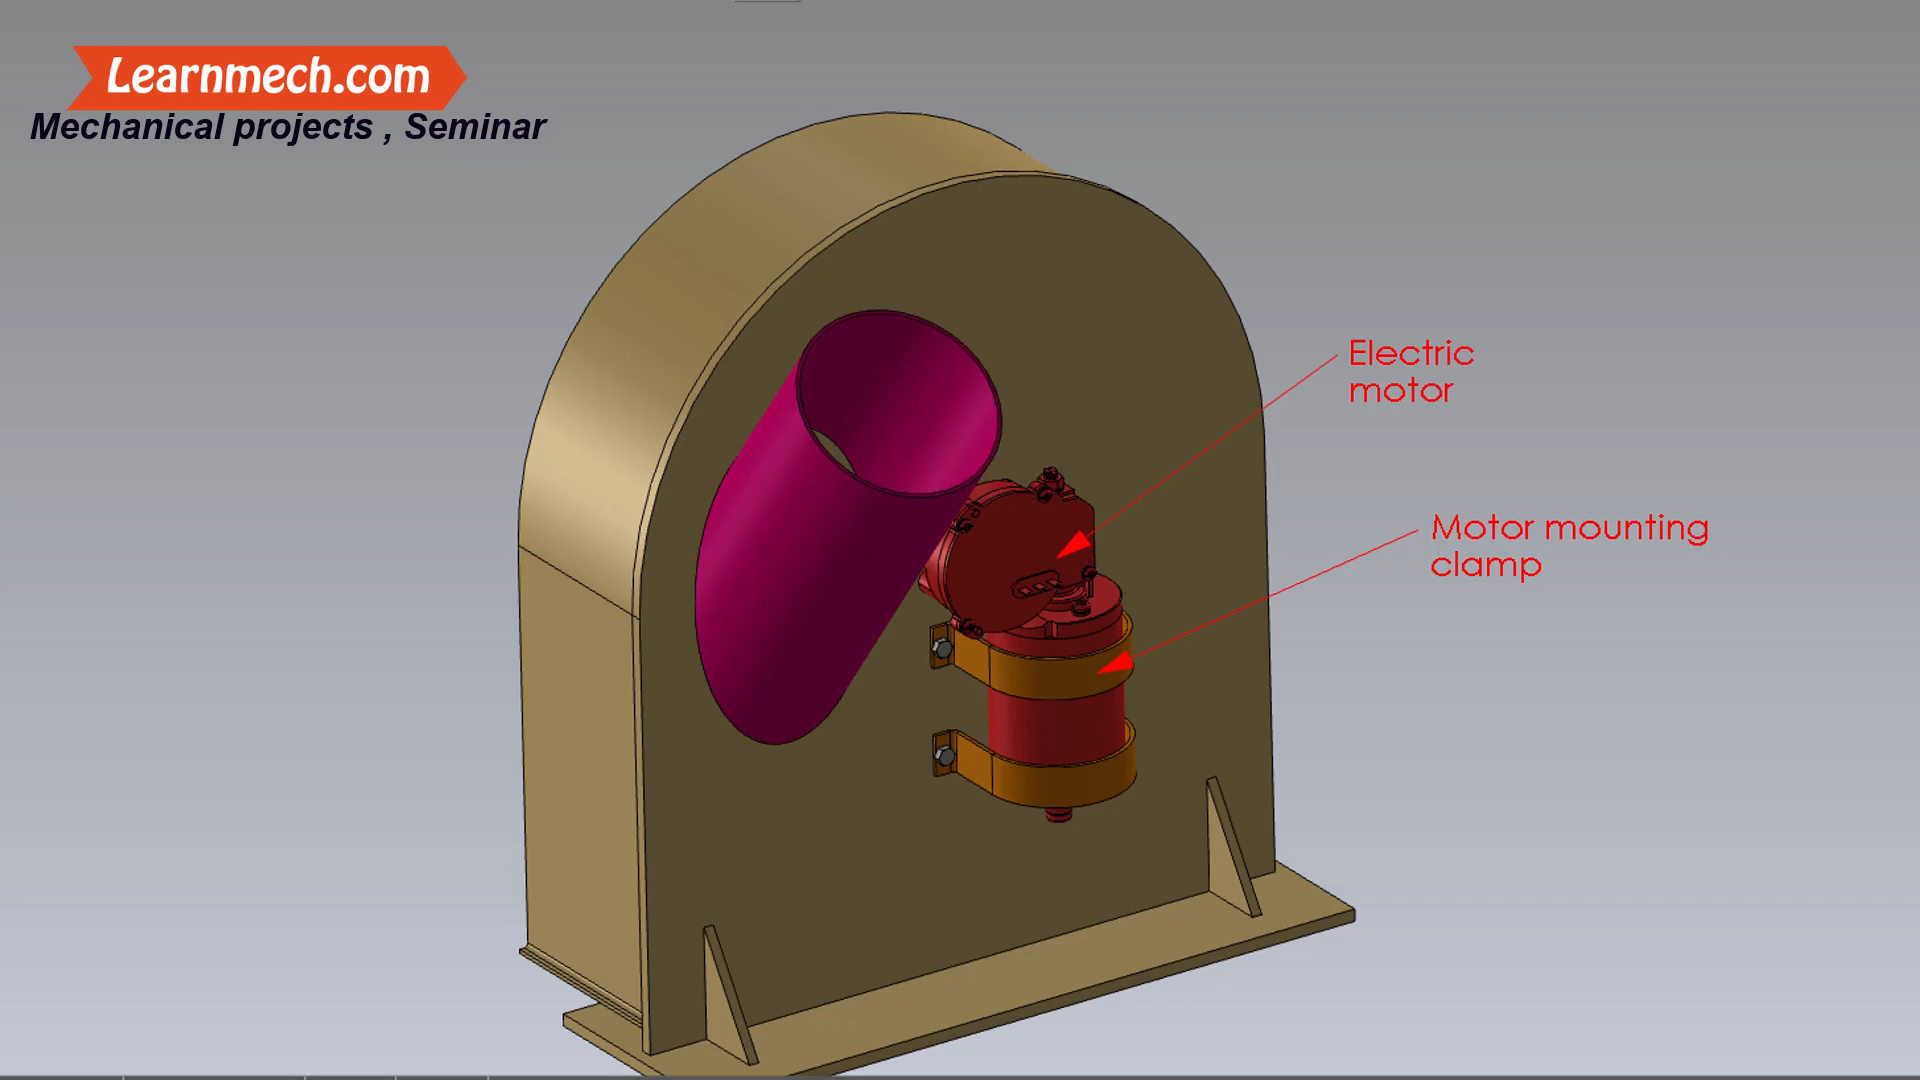 Learnmech.com
Mechanical projects , Seminar
Electric
motor
Motor mounting
clamp